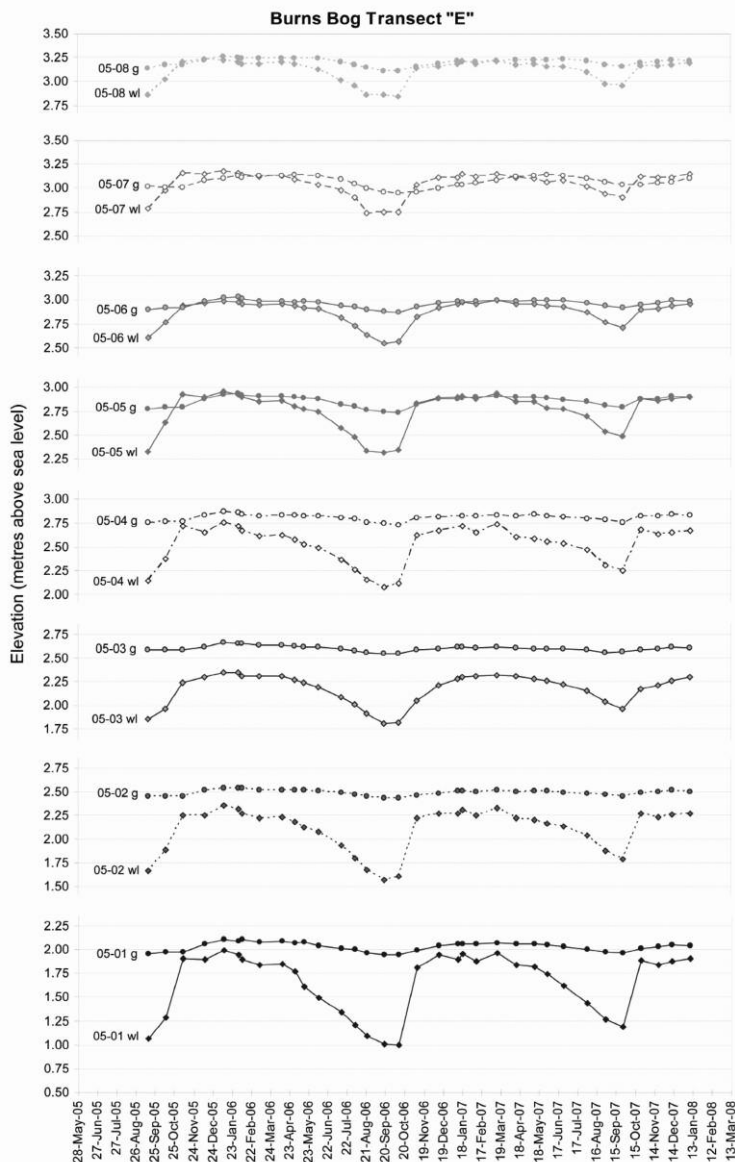 Burns Bog Transect "E"
Elevation (metres above sea level)
3.50
3.25
3.00
2.75
05-08 g
05-08 wl
3.50
3.25
3.00
2.75
2.50
05-07 g
05-07 wl
3.25
3.00
2.75
2.50
05-06 g
05-06 wl
3.00
2.75
2.50
2.25
05-05 g
05-05 wl
3.00
2.75
2.50
2.25
2.00
05-04 g
05-04 wl
2.75
2.50
2.25
2.00
1.75
05-03 g
05-03 wl
2.75
2.50
2.25
2.00
1.75
1.50
05-02 g
05-02 wl
2.25
2.00
1.75
1.50
1.25
1.00
0.75
0.50
05-01 g
05-01 wl
28-May-05
27-Jun-05
27-Jul-05
26-Aug-05
25-Sep-05
25-Oct-05
24-Nov-05
24-Dec-05
23-Jan-06
22-Feb-06
24-Mar-06
23-Apr-06
23-May-06
22-Jun-06
22-Jul-06
21-Aug-06
20-Sep-06
20-Oct-06
19-Nov-06
19-Dec-06
18-Jan-07
17-Feb-07
19-Mar-07
18-Apr-07
18-May-07
17-Jun-07
17-Jul-07
16-Aug-07
15-Sep-07
15-Oct-07
14-Nov-07
14-Dec-07
13-Jan-08
12-Feb-08
13-Mar-08